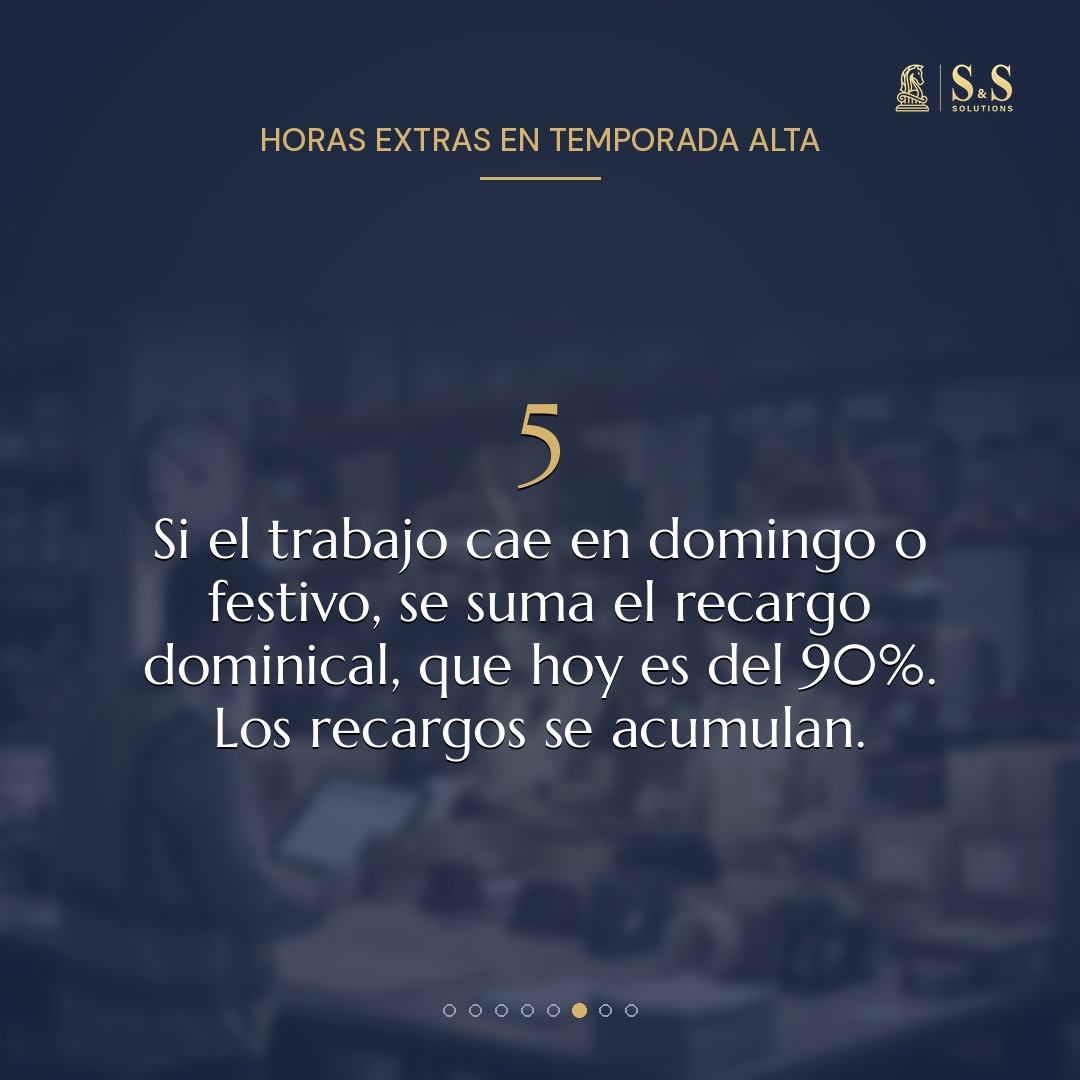 S&S
SOLUTIONS
HORAS EXTRAS EN TEMPORADA ALTA
5
Si el trabajo cae en domingo o
festivo, se suma el recargo
dominical, que hoy es del 90%.
Los recargos se acumulan.